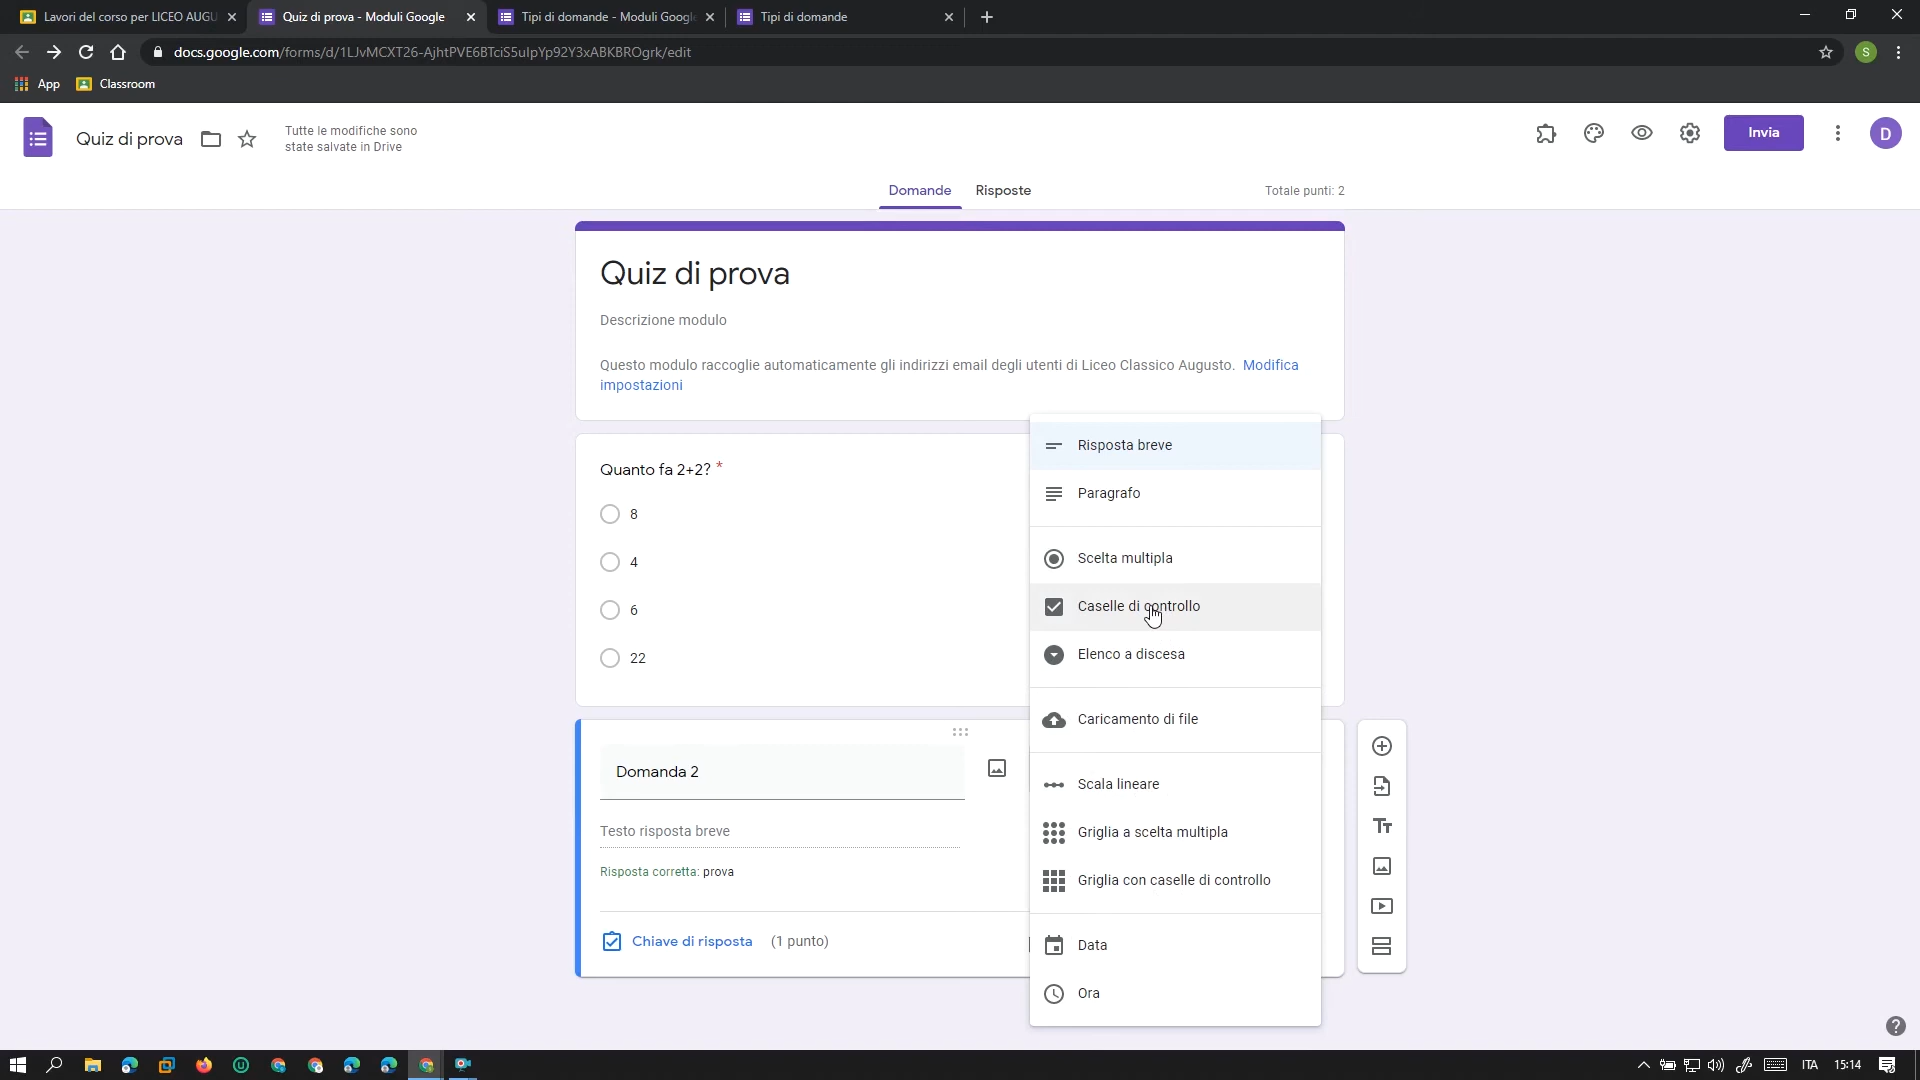 Lavori del corso per LICEO AUGU
Quiz di prova - Moduli Google
Tipi di domande - Moduli Googl
Tipi di domande
docs.google.com/forms/d/1LJvMCXT26-AjhtPVE6BTciS5uIpYp92Y3xABKBROgrk/edit
S
App
Classroom
Quiz di prova
Tutte le modifiche sono
state salvate in Drive
Invia
D
Domande
Risposte
Totale punti: 2
Quiz di prova
Descrizione modulo
Questo modulo raccoglie automaticamente gli indirizzi email degli utenti di Liceo Classico Augusto. Modifica
impostazioni
Quanto fa 2+2? *
8
4
6
22
Risposta breve
Paragrafo
Scelta multipla
Caselle di controllo
Elenco a discesa
Caricamento di file
Scala lineare
Griglia a scelta multipla
Griglia con caselle di controllo
Data
Ora
Domanda 2
Testo risposta breve
Risposta corretta: prova
Chiave di risposta (1 punto)
Tт
ITA
15:14